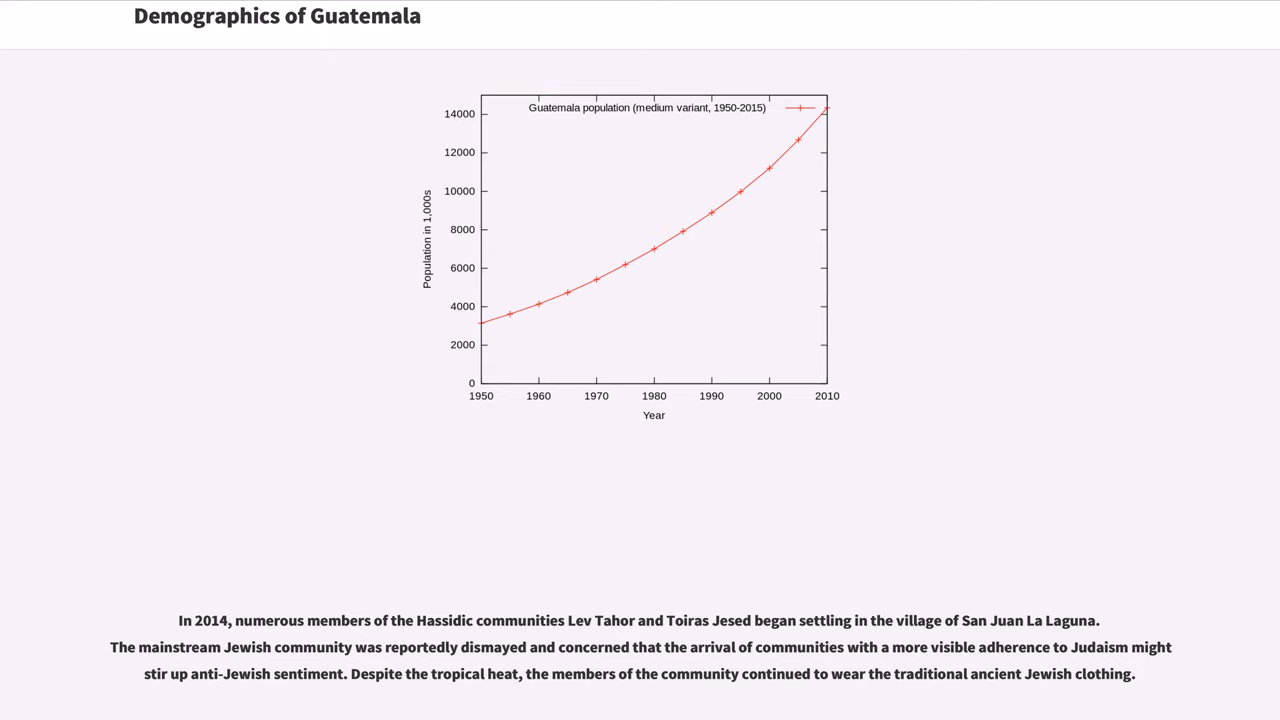 Demographics of Guatemala
Guatemala population (medium variant, 1950-2015)
14000
12000
10000
8000
6000
4000
2000
0
Population in 1,000s
1950 1960 1970 1980 1990 2000 2010
Year
In 2014, numerous members of the Hassidic communities Lev Tahor and Toiras Jesed began settling in the village of San Juan La Laguna.
The mainstream Jewish community was reportedly dismayed and concerned that the arrival of communities with a more visible adherence to Judaism might
stir up anti-Jewish sentiment. Despite the tropical heat, the members of the community continued to wear the traditional ancient Jewish clothing.